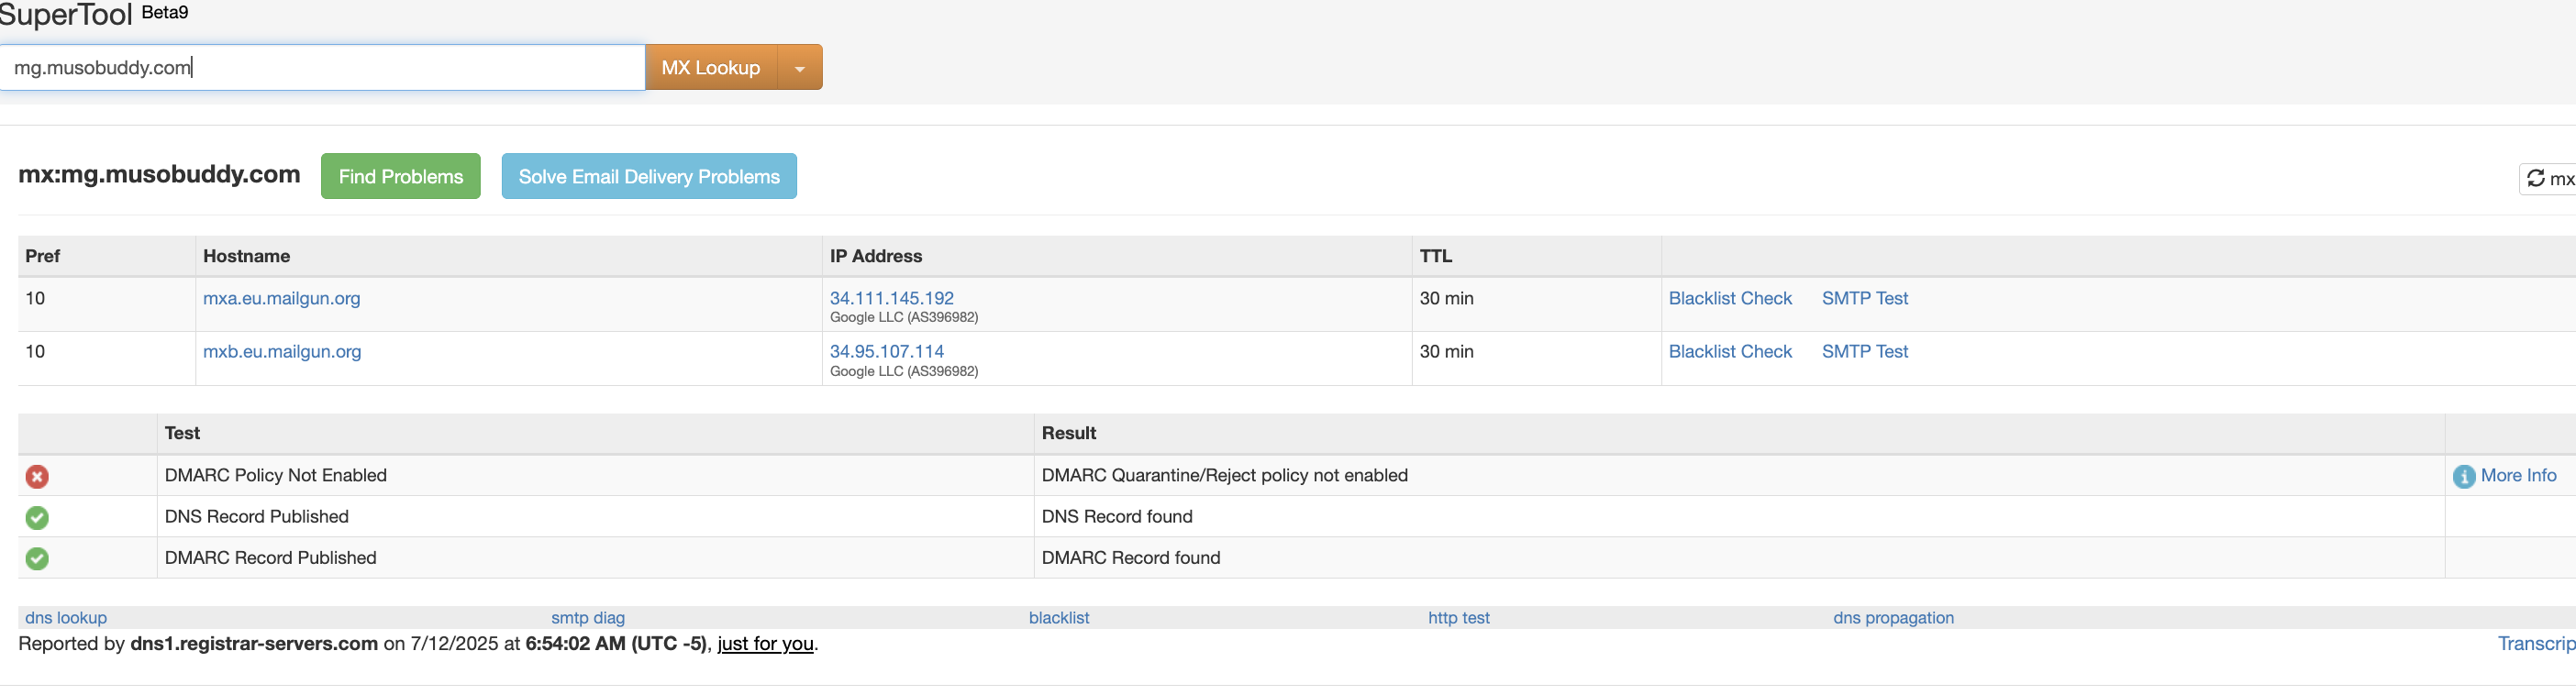 SuperTool Beta9
mg.musobuddy.com MX Lookup
mx:mg.musobuddy.com Find Problems Solve Email Delivery Problems mx
Pref Hostname IP Address TTL
10 mxa.eu.mailgun.org 34.111.145.192 30 min Blacklist Check SMTP Test
Google LLC (AS396982)
10 mxb.eu.mailgun.org 34.95.107.114 30 min Blacklist Check SMTP Test
Google LLC (AS396982)
Test Result
DMARC Policy Not Enabled DMARC Quarantine/Reject policy not enabled More Info
DNS Record Published DNS Record found
DMARC Record Published DMARC Record found
dns lookup smtp diag blacklist http test dns propagation
Reported by dns1.registrar-servers.com on 7/12/2025 at 6:54:02 AM (UTC -5), just for you. Transcrip